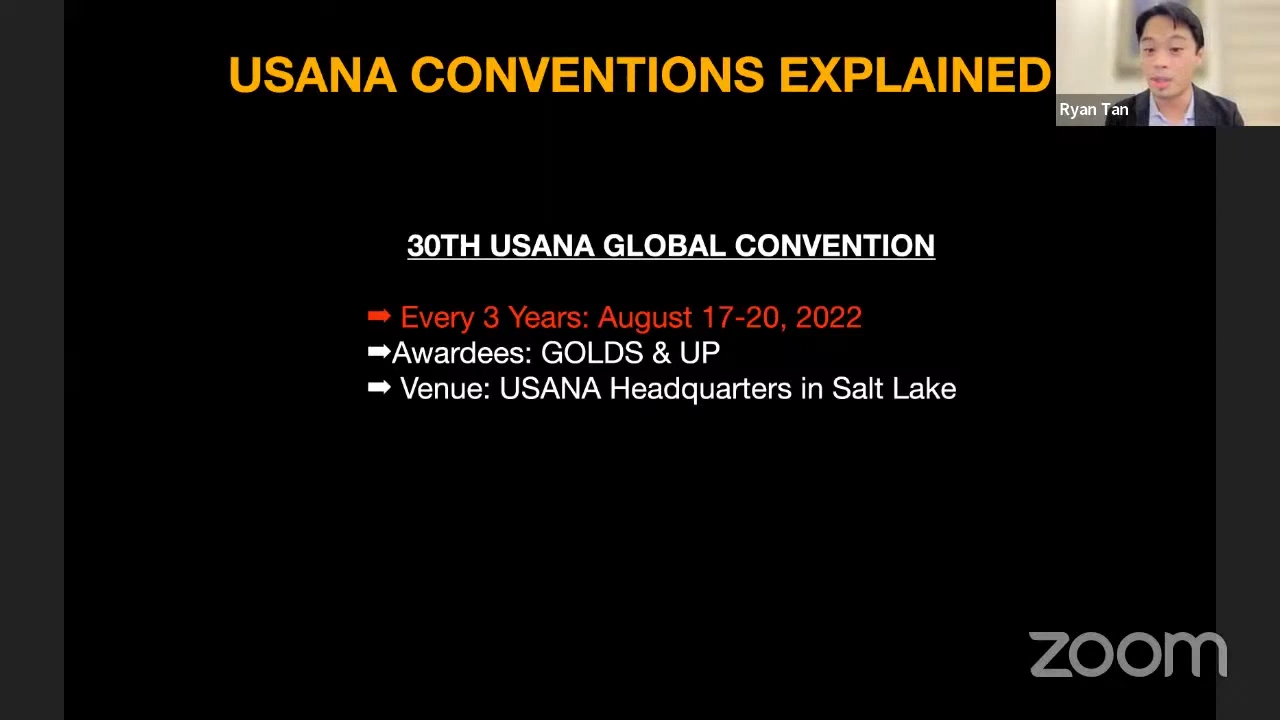 USANA CONVENTIONS EXPLAINED
Ryan Tan
30TH USANA GLOBAL CONVENTION
➡ Every 3 Years: August 17-20, 2022
➡Awardees: GOLDS & UP
➡ Venue: USANA Headquarters in Salt Lake
zoom